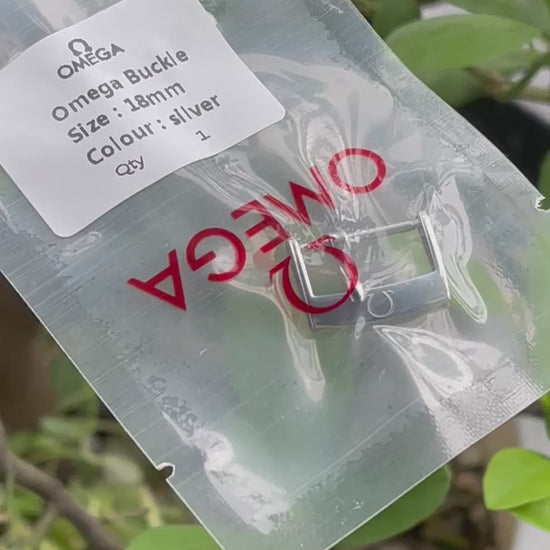 Ω
OMEGA
Omega Buckle
Size : 18mm
Colour : silver
Qty 1
Ω
OMEGA
Ω